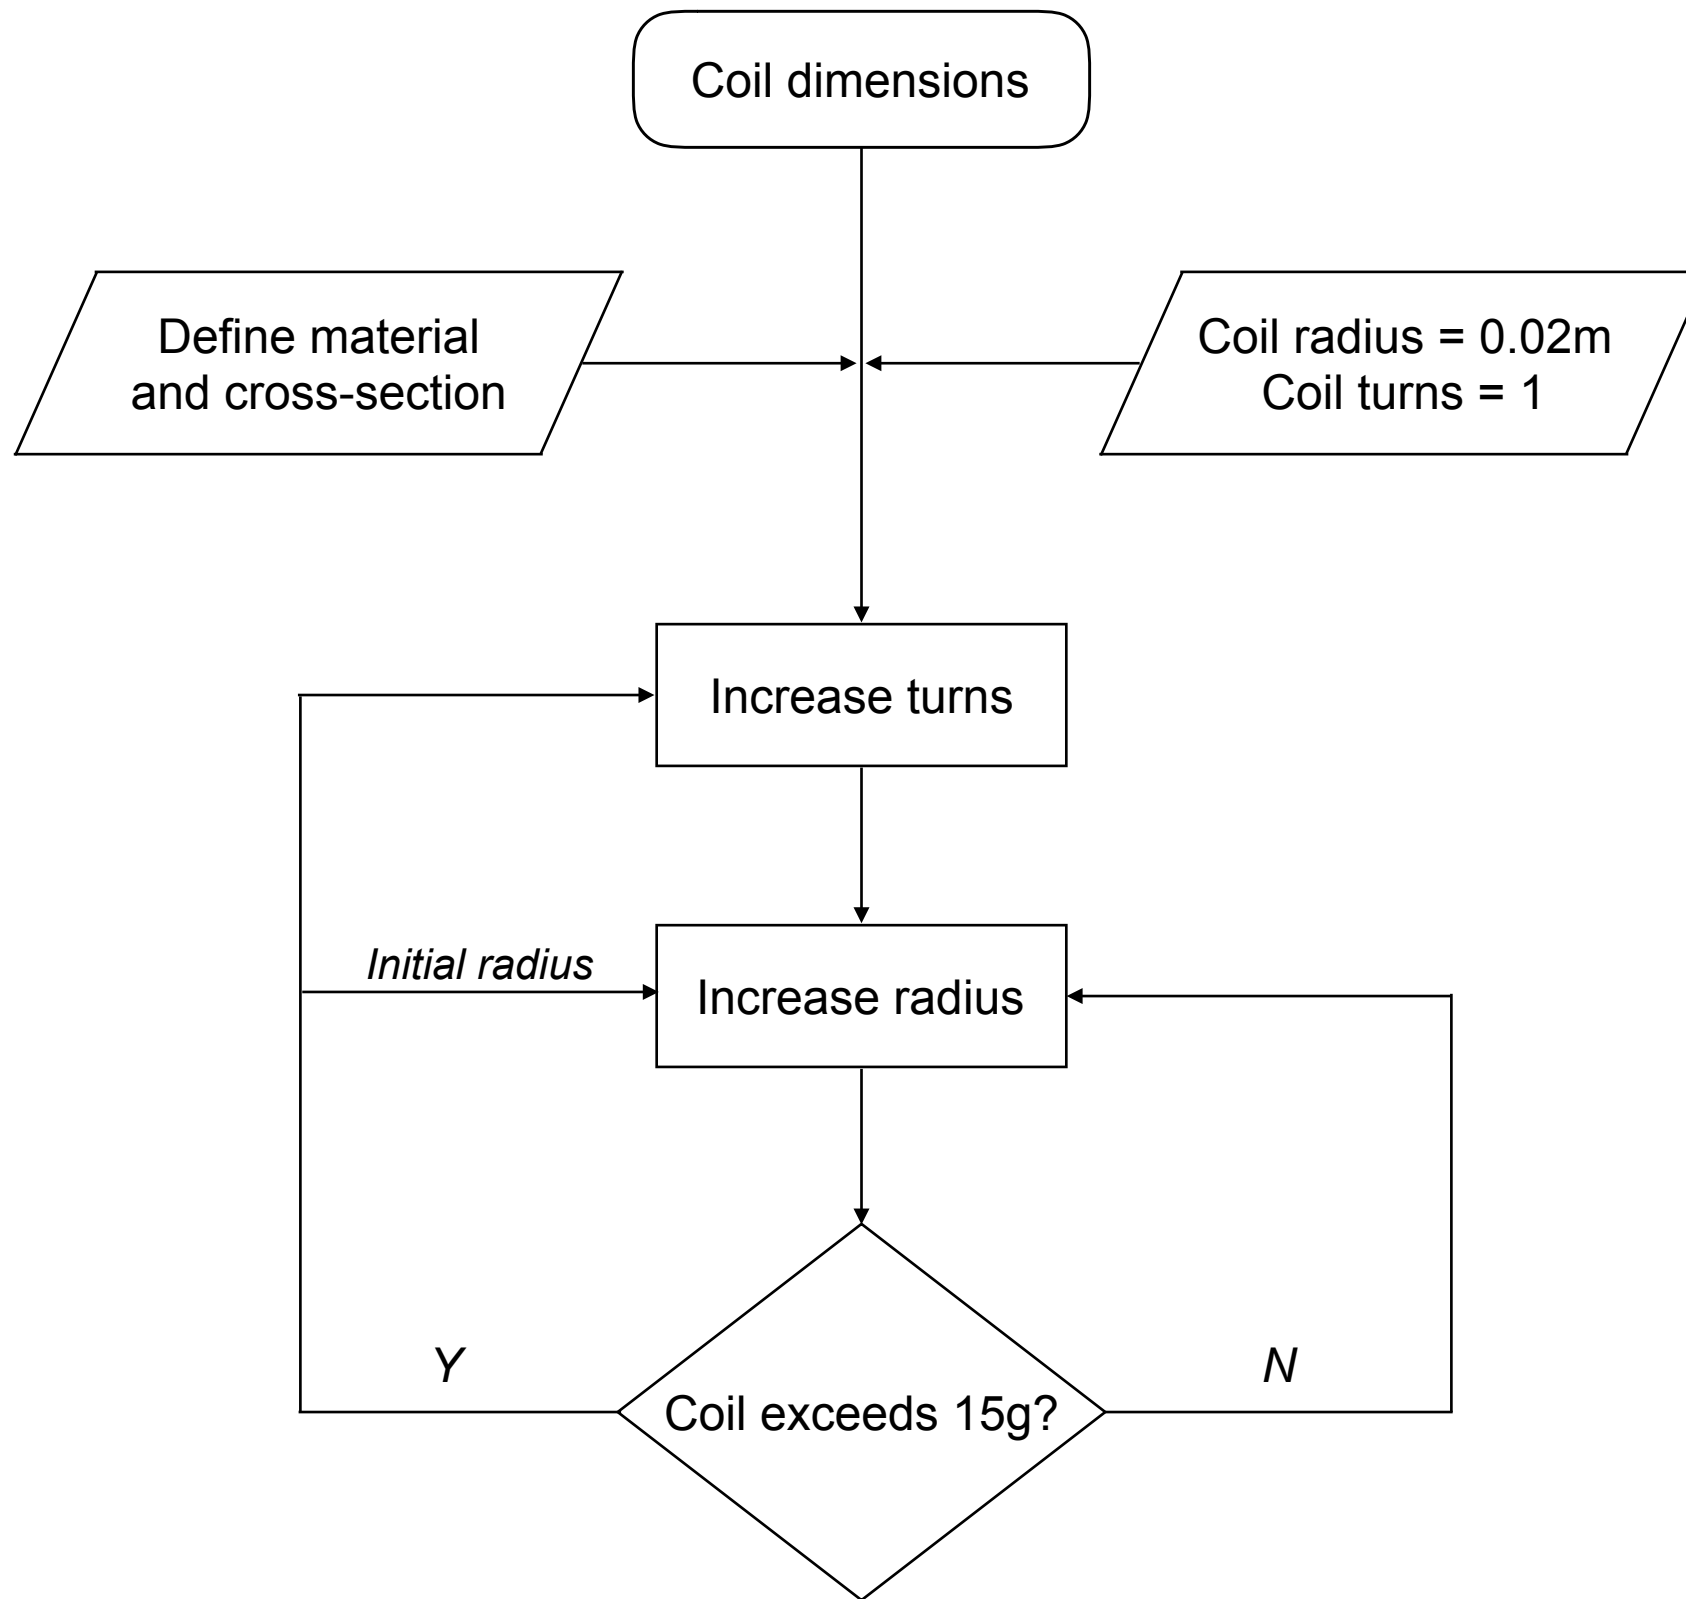 Coil dimensions
Define material
and cross-section
Coil radius = 0.02m
Coil turns = 1
Increase turns
Initial radius
Increase radius
Y
N
Coil exceeds 15g?